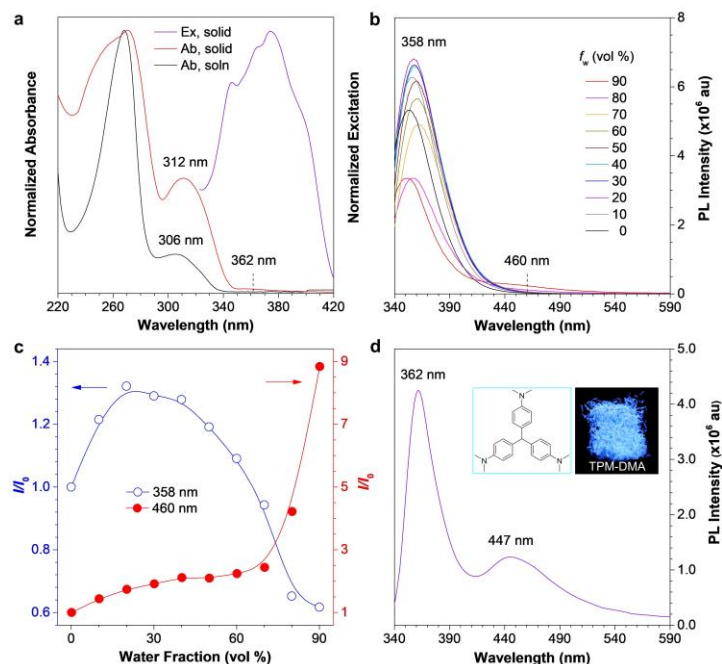 a
Normalized Absorbance
Ex, solid
Ab, solid
Ab, soln
312 nm
306 nm
362 nm
220 260 300 340 380 420
Wavelength (nm)
Normalized Excitation
b
358 nm
fw (vol %)
90
80
70
60
50
40
30
20
10
0
460 nm
8
6
4
2
0
PL Intensity (x10⁶ au)
340 390 440 490 540 590
Wavelength (nm)
c
I/I₀
1.4
1.2
1.0
0.8
0.6
358 nm
460 nm
9
7
5
3
1
I/I₀
0 30 60 90
Water Fraction (vol %)
d
362 nm
447 nm
N
N
N
TPM-DMA
5.0
4.0
3.0
2.0
1.0
0
PL Intensity (x10⁶ au)
340 390 440 490 540 590
Wavelength (nm)